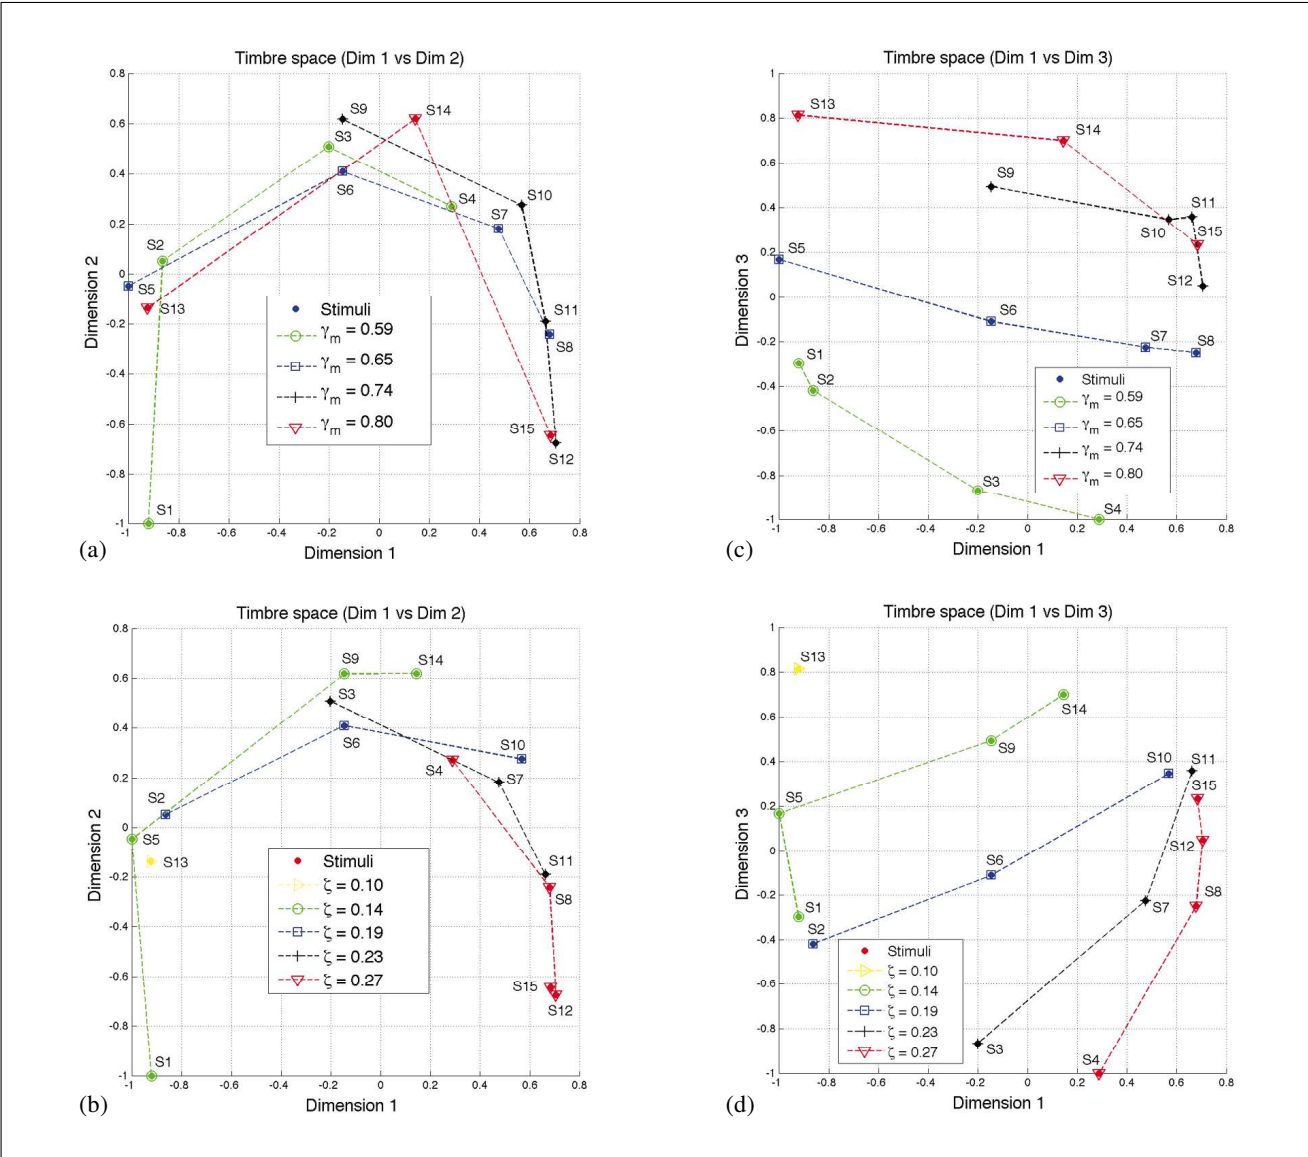 Timbre space (Dim 1 vs Dim 2)
0.8
0.6
0.4
0.2
0
-0.2
-0.4
-0.6
-0.8
-1
Dimension 2
S9
S14
S3
S6
S4
S10
S7
S2
S5
S13
S11
S8
S15
S12
S1
Stimuli
γm = 0.59
γm = 0.65
γm = 0.74
γm = 0.80
-1 -0.8 -0.6 -0.4 -0.2 0 0.2 0.4 0.6 0.8
Dimension 1
(a)
Timbre space (Dim 1 vs Dim 3)
1
0.8
0.6
0.4
0.2
0
-0.2
-0.4
-0.6
-0.8
-1
Dimension 3
S13
S14
S9
S11
S10
S15
S5
S12
S6
S7
S8
S1
S2
S3
S4
Stimuli
γm = 0.59
γm = 0.65
γm = 0.74
γm = 0.80
-1 -0.8 -0.6 -0.4 -0.2 0 0.2 0.4 0.6 0.8
Dimension 1
(c)
Timbre space (Dim 1 vs Dim 2)
0.8
0.6
0.4
0.2
0
-0.2
-0.4
-0.6
-0.8
-1
Dimension 2
S9
S14
S3
S6
S10
S4
S7
S2
S5
S13
S11
S8
S15
S12
S1
Stimuli
ζ = 0.10
ζ = 0.14
ζ = 0.19
ζ = 0.23
ζ = 0.27
-1 -0.8 -0.6 -0.4 -0.2 0 0.2 0.4 0.6 0.8
Dimension 1
(b)
Timbre space (Dim 1 vs Dim 3)
1
0.8
0.6
0.4
0.2
0
-0.2
-0.4
-0.6
-0.8
-1
Dimension 3
S13
S14
S9
S10
S11
S15
S5
S12
S6
S8
S7
S1
S2
S3
S4
Stimuli
ζ = 0.10
ζ = 0.14
ζ = 0.19
ζ = 0.23
ζ = 0.27
-1 -0.8 -0.6 -0.4 -0.2 0 0.2 0.4 0.6 0.8
Dimension 1
(d)